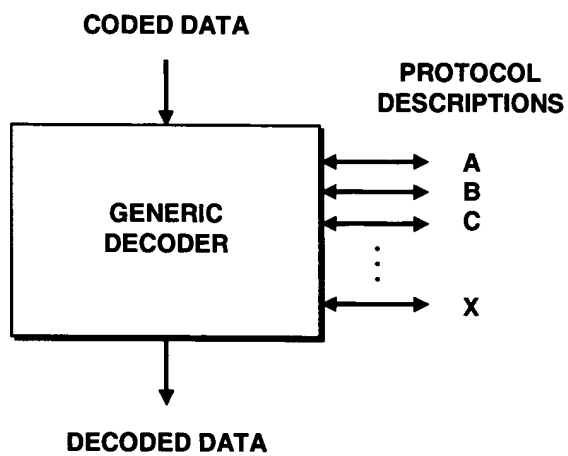 CODED DATA
PROTOCOL
DESCRIPTIONS
A
B
C
X
GENERIC
DECODER
DECODED DATA